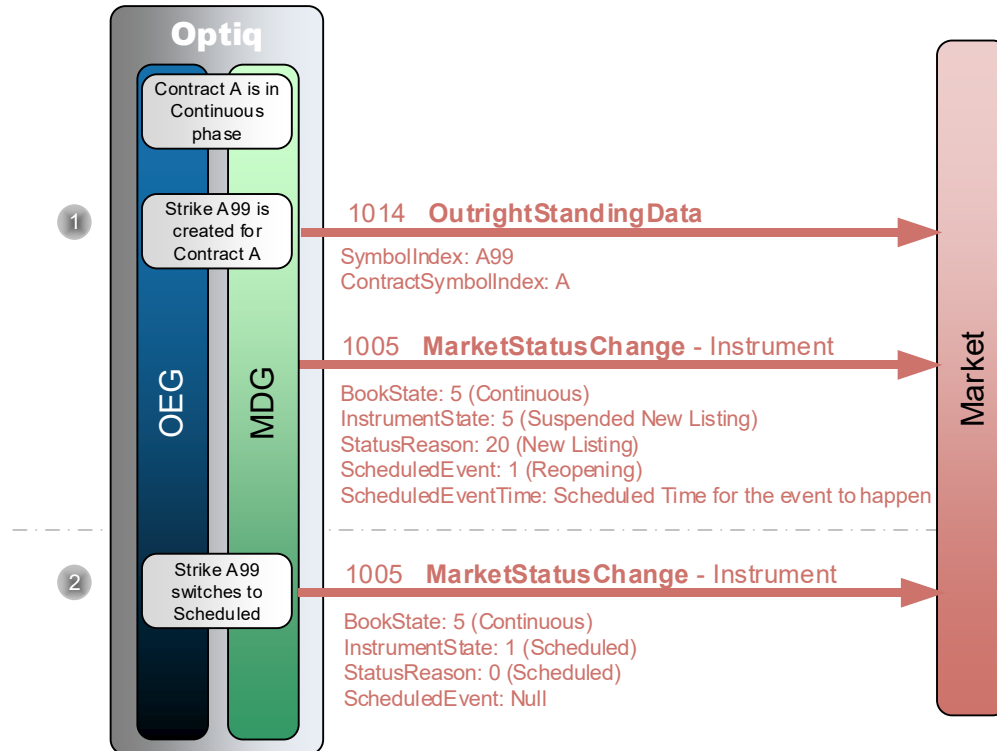 Optiq
Contract A is in
Continuous
phase
1
Strike A99 is
created for
Contract A
1014 OutrightStandingData
SymbolIndex: A99
ContractSymbolIndex: A
1005 MarketStatusChange - Instrument
BookState: 5 (Continuous)
InstrumentState: 5 (Suspended New Listing)
StatusReason: 20 (New Listing)
ScheduledEvent: 1 (Reopening)
ScheduledEventTime: Scheduled Time for the event to happen
OEG
MDG
Market
2
Strike A99
switches to
Scheduled
1005 MarketStatusChange - Instrument
BookState: 5 (Continuous)
InstrumentState: 1 (Scheduled)
StatusReason: 0 (Scheduled)
ScheduledEvent: Null